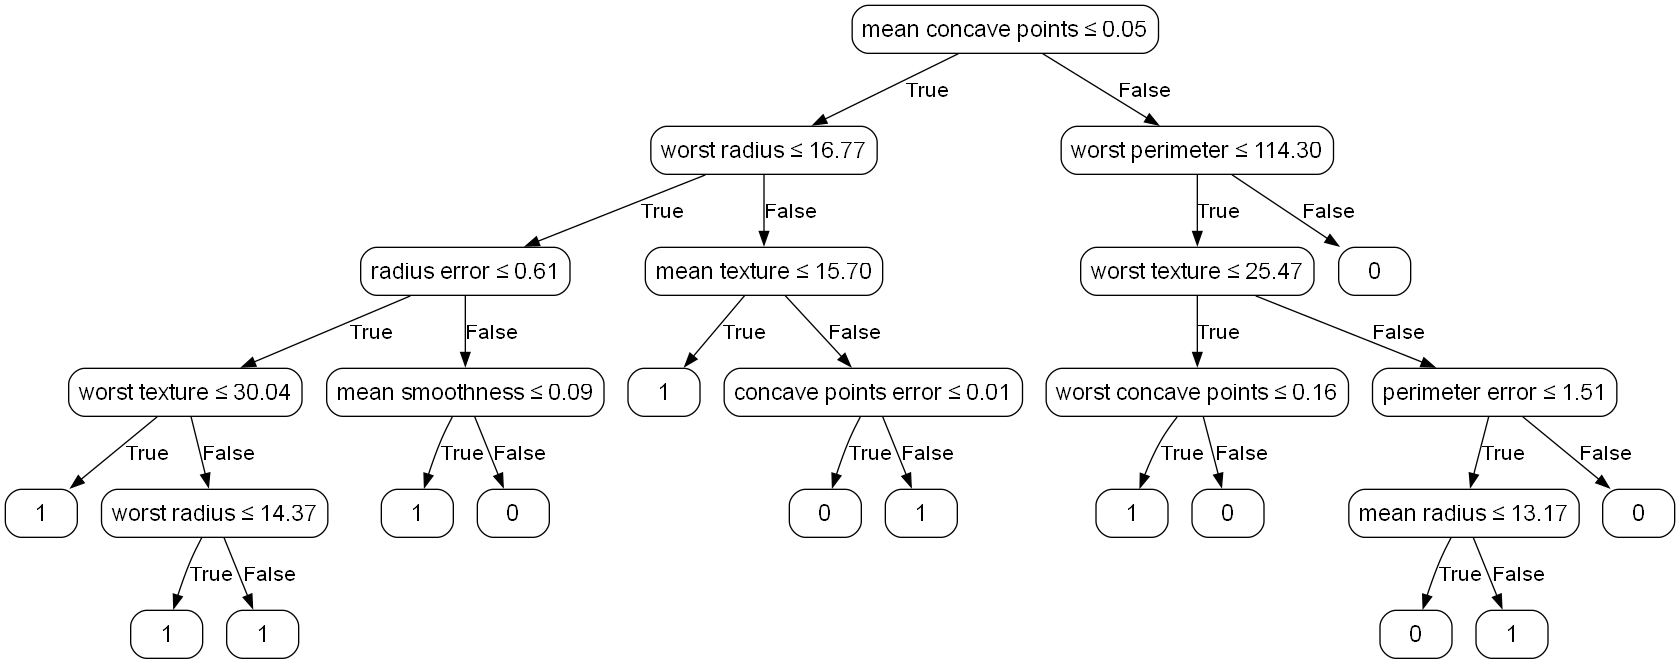 mean concave points ≤ 0.05
True
False
worst radius ≤ 16.77
worst perimeter ≤ 114.30
True
False
True
False
radius error ≤ 0.61
mean texture ≤ 15.70
worst texture ≤ 25.47
0
True
False
True
False
True
False
worst texture ≤ 30.04
mean smoothness ≤ 0.09
1
concave points error ≤ 0.01
worst concave points ≤ 0.16
perimeter error ≤ 1.51
True
False
True
False
True
False
True
False
True
False
1
worst radius ≤ 14.37
1
0
0
1
1
0
mean radius ≤ 13.17
0
True
False
True
False
1
1
0
1